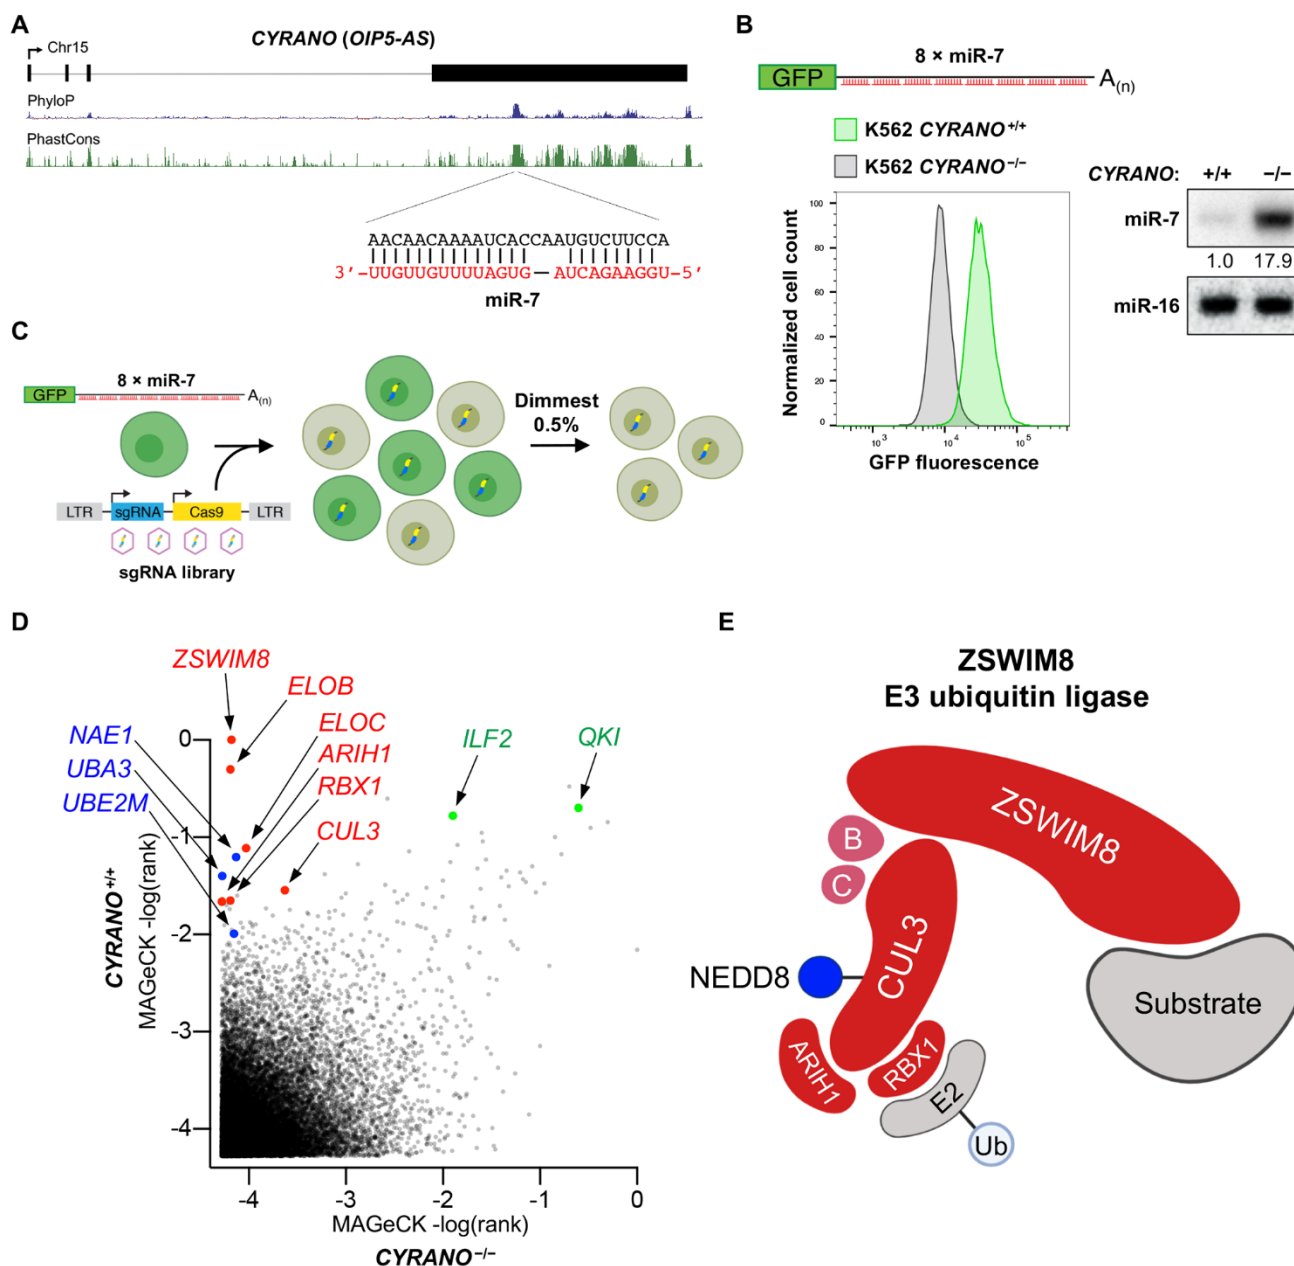 A
CYRANO (OIP5-AS)
Chr15
PhyloP
PhastCons
AACAACAAAAUCACCAAUGUCUUCCA
3′-UUGUUGUUUUAGUG—AUCAGAAGGU-5′
miR-7
B
8 × miR-7
GFP
A(n)
K562 CYRANO+/+
K562 CYRANO−/−
Normalized cell count
100
80
60
40
20
0
10³ 10⁴ 10⁵
GFP fluorescence
CYRANO: +/+ −/−
miR-7
1.0 17.9
miR-16
C
8 × miR-7
GFP
A(n)
LTR sgRNA Cas9 LTR
sgRNA library
Dimmest
0.5%
D
ZSWIM8
ELOB
NAE1
ELOC
ILF2
QKI
UBA3
ARIH1
UBE2M
RBX1
CUL3
CYRANO+/+
MAGeCK -log(rank)
0
-1
-2
-3
-4
-4 -3 -2 -1 0
MAGeCK -log(rank)
CYRANO−/−
E
ZSWIM8
E3 ubiquitin ligase
ZSWIM8
B
C
CUL3
NEDD8
Substrate
ARIH1
RBX1
E2
Ub